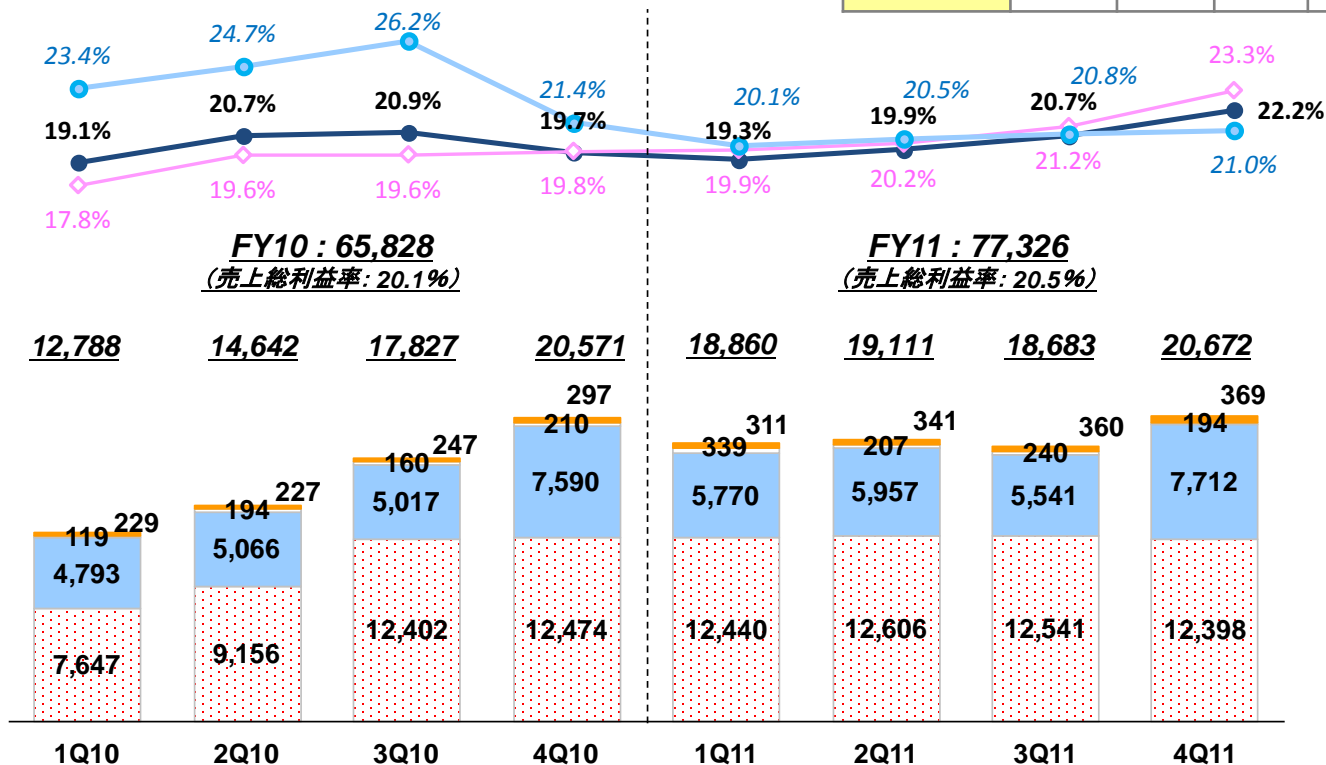 23.4% 24.7% 26.2% 21.4% 20.1% 20.5% 20.8% 23.3%
19.1% 20.7% 20.9% 19.7% 19.3% 19.9% 20.7% 22.2%
17.8% 19.6% 19.6% 19.8% 19.9% 20.2% 21.2% 21.0%
FY10 : 65,828
(売上総利益率: 20.1%)
FY11 : 77,326
(売上総利益率: 20.5%)
12,788 14,642 17,827 20,571 18,860 19,111 18,683 20,672
229 227 247 297 311 341 360 369
119 194 160 210 339 207 240 194
4,793 5,066 5,017 7,590 5,770 5,957 5,541 7,712
7,647 9,156 12,402 12,474 12,440 12,606 12,541 12,398
1Q10 2Q10 3Q10 4Q10 1Q11 2Q11 3Q11 4Q11